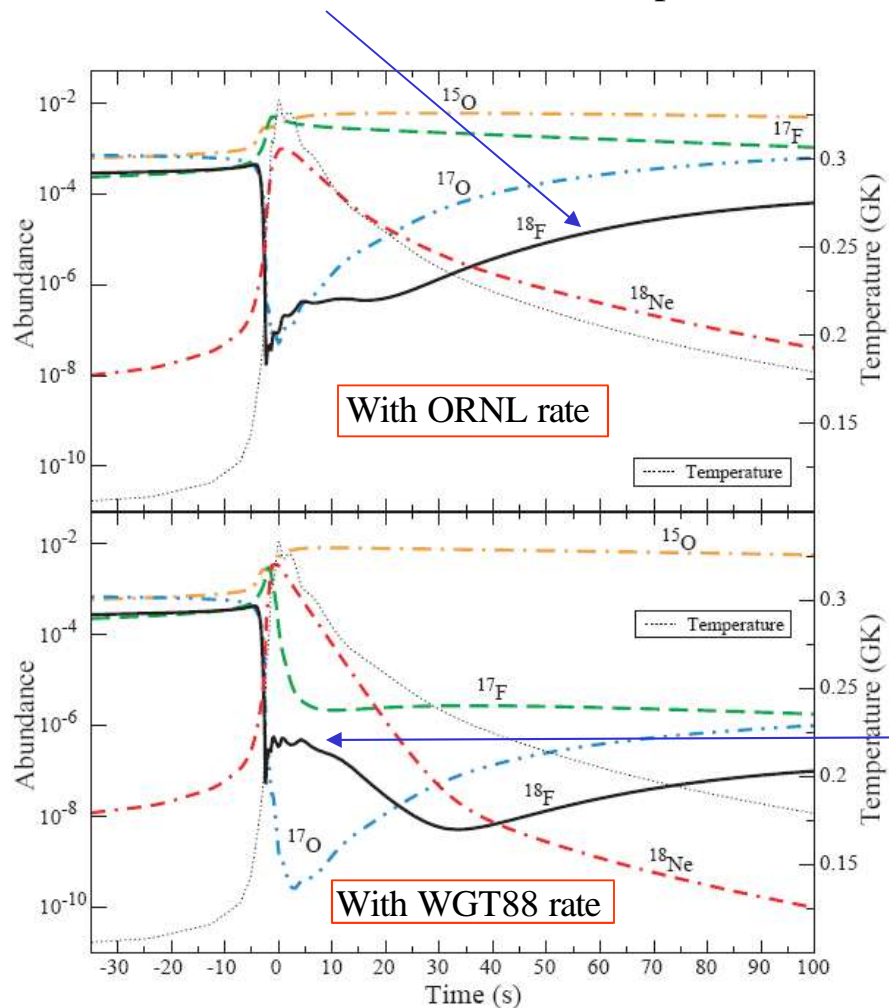 10⁻²
10⁻⁴
10⁻⁶
10⁻⁸
10⁻¹⁰
Abundance
¹⁵O
¹⁷F
¹⁷O
¹⁸F
¹⁸Ne
With ORNL rate
Temperature
0.3
0.25
0.2
0.15
Temperature (GK)
10⁻²
10⁻⁴
10⁻⁶
10⁻⁸
10⁻¹⁰
Abundance
¹⁵O
Temperature
¹⁷F
¹⁸F
¹⁷O
¹⁸Ne
With WGT88 rate
0.3
0.25
0.2
0.15
Temperature (GK)
-30 -20 -10 0 10 20 30 40 50 60 70 80 90 100
Time (s)